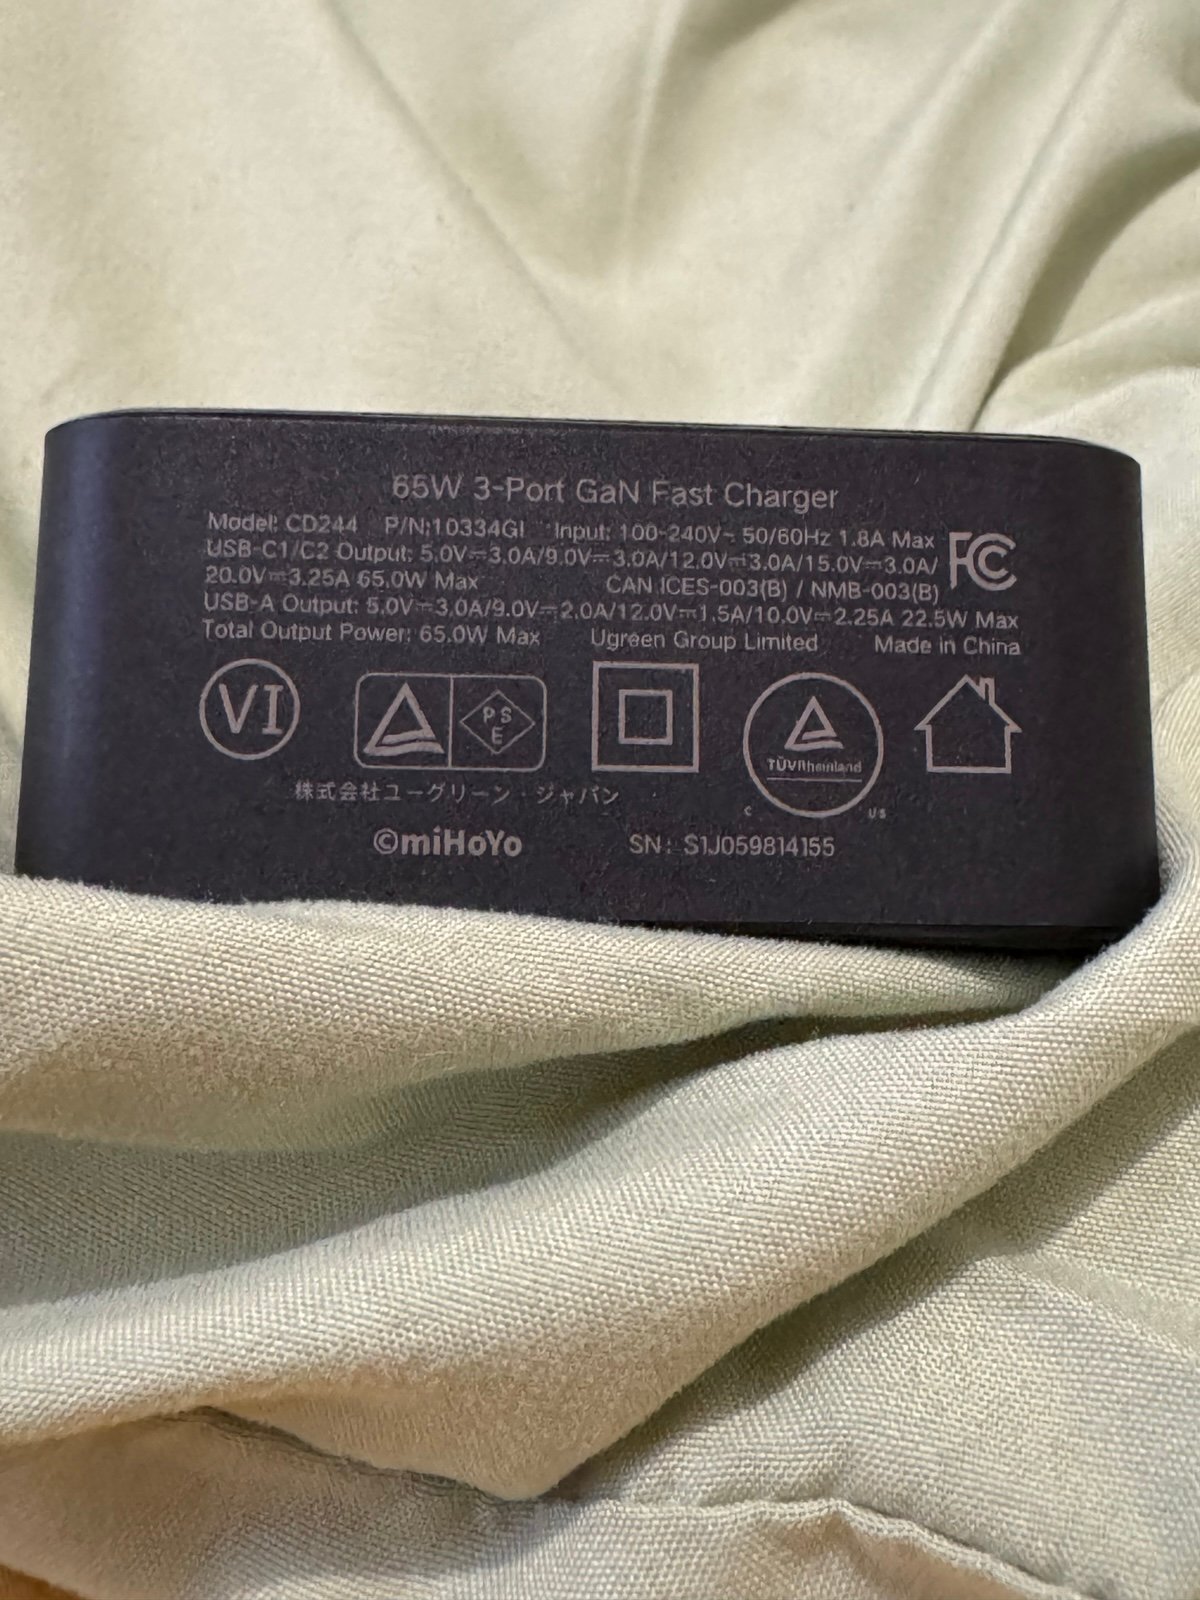 65W 3-Port GaN Fast Charger
Model: CD244 P/N:10334GI Input: 100-240V~ 50/60Hz 1.8A Max
USB-C1/C2 Output: 5.0V⎓3.0A/9.0V⎓3.0A/12.0V⎓3.0A/15.0V⎓3.0A/
20.0V⎓3.25A 65.0W Max CAN ICES-003(B) / NMB-003(B)
FC
USB-A Output: 5.0V⎓3.0A/9.0V⎓2.0A/12.0V⎓1.5A/10.0V⎓2.25A 22.5W Max
Total Output Power: 65.0W Max Ugreen Group Limited Made in China
VI
PSE
TÜVRheinland
C US
株式会社ユーグリーン・ジャパン
©miHoYo SN: S1J059814155